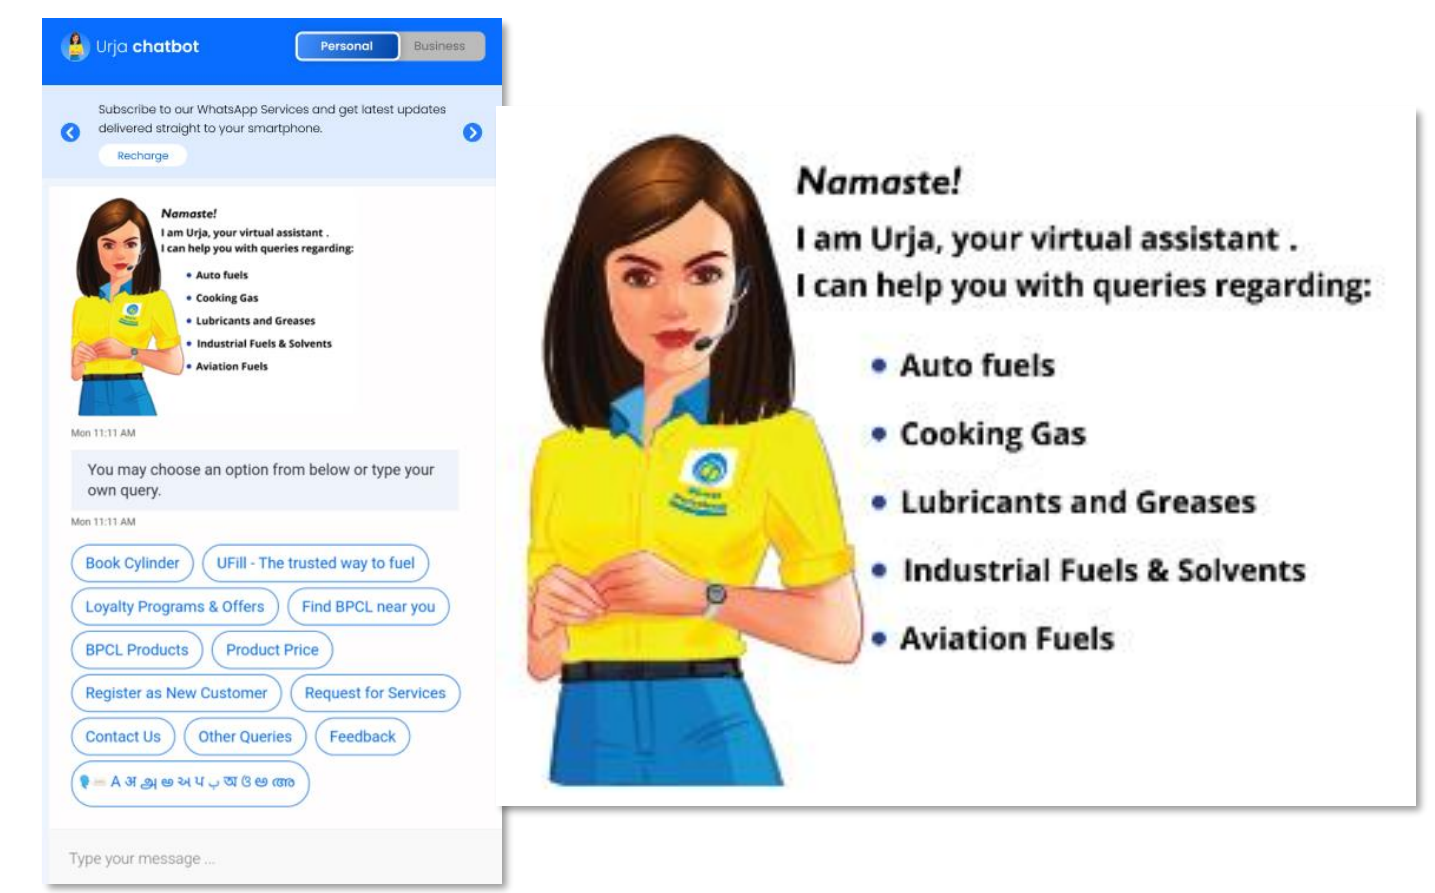 Urja chatbot
Personal
Business
Subscribe to our WhatsApp Services and get latest updates
delivered straight to your smartphone.
Recharge
Namaste!
I am Urja, your virtual assistant .
I can help you with queries regarding:
• Auto fuels
• Cooking Gas
• Lubricants and Greases
• Industrial Fuels & Solvents
• Aviation Fuels
Mon 11:11 AM
You may choose an option from below or type your
own query.
Mon 11:11 AM
Book Cylinder
UFill - The trusted way to fuel
Loyalty Programs & Offers
Find BPCL near you
BPCL Products
Product Price
Register as New Customer
Request for Services
Contact Us
Other Queries
Feedback
A अ அ ಅ અ ਪ ب অ ଓ అ അ
Type your message ...
Namaste!
I am Urja, your virtual assistant .
I can help you with queries regarding:
• Auto fuels
• Cooking Gas
• Lubricants and Greases
• Industrial Fuels & Solvents
• Aviation Fuels